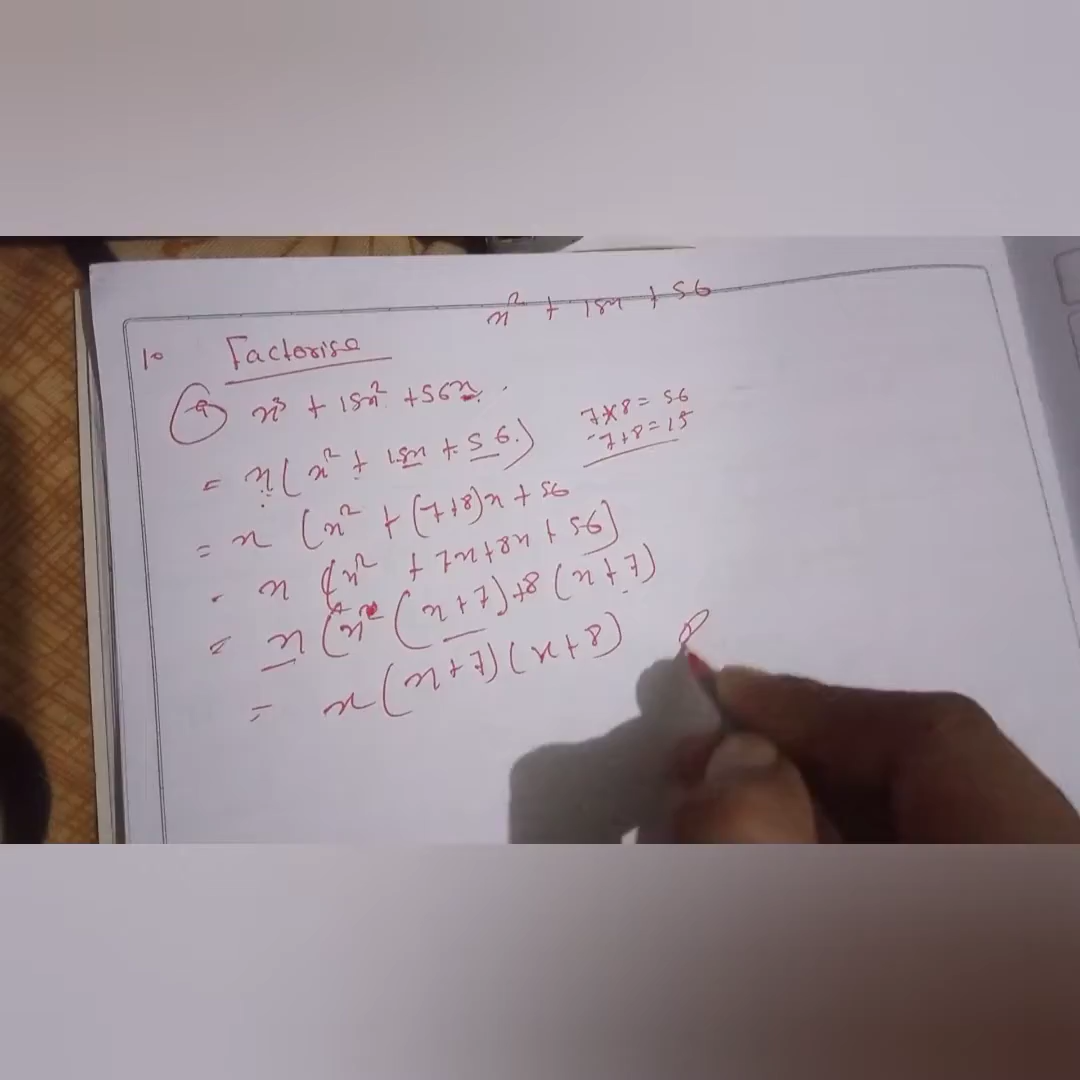 x² + 15x + 56
10 Factorise
(a) x³ + 15x² + 56x.
= x(x² + 15x + 56.)
7×8 = 56
-7+8=15
= x (x² + (7+8)x + 56
x (x² + 7x+8x + 56)
= x (x² (x+7)+8 (x+7)
= x(x+7)(x+8)